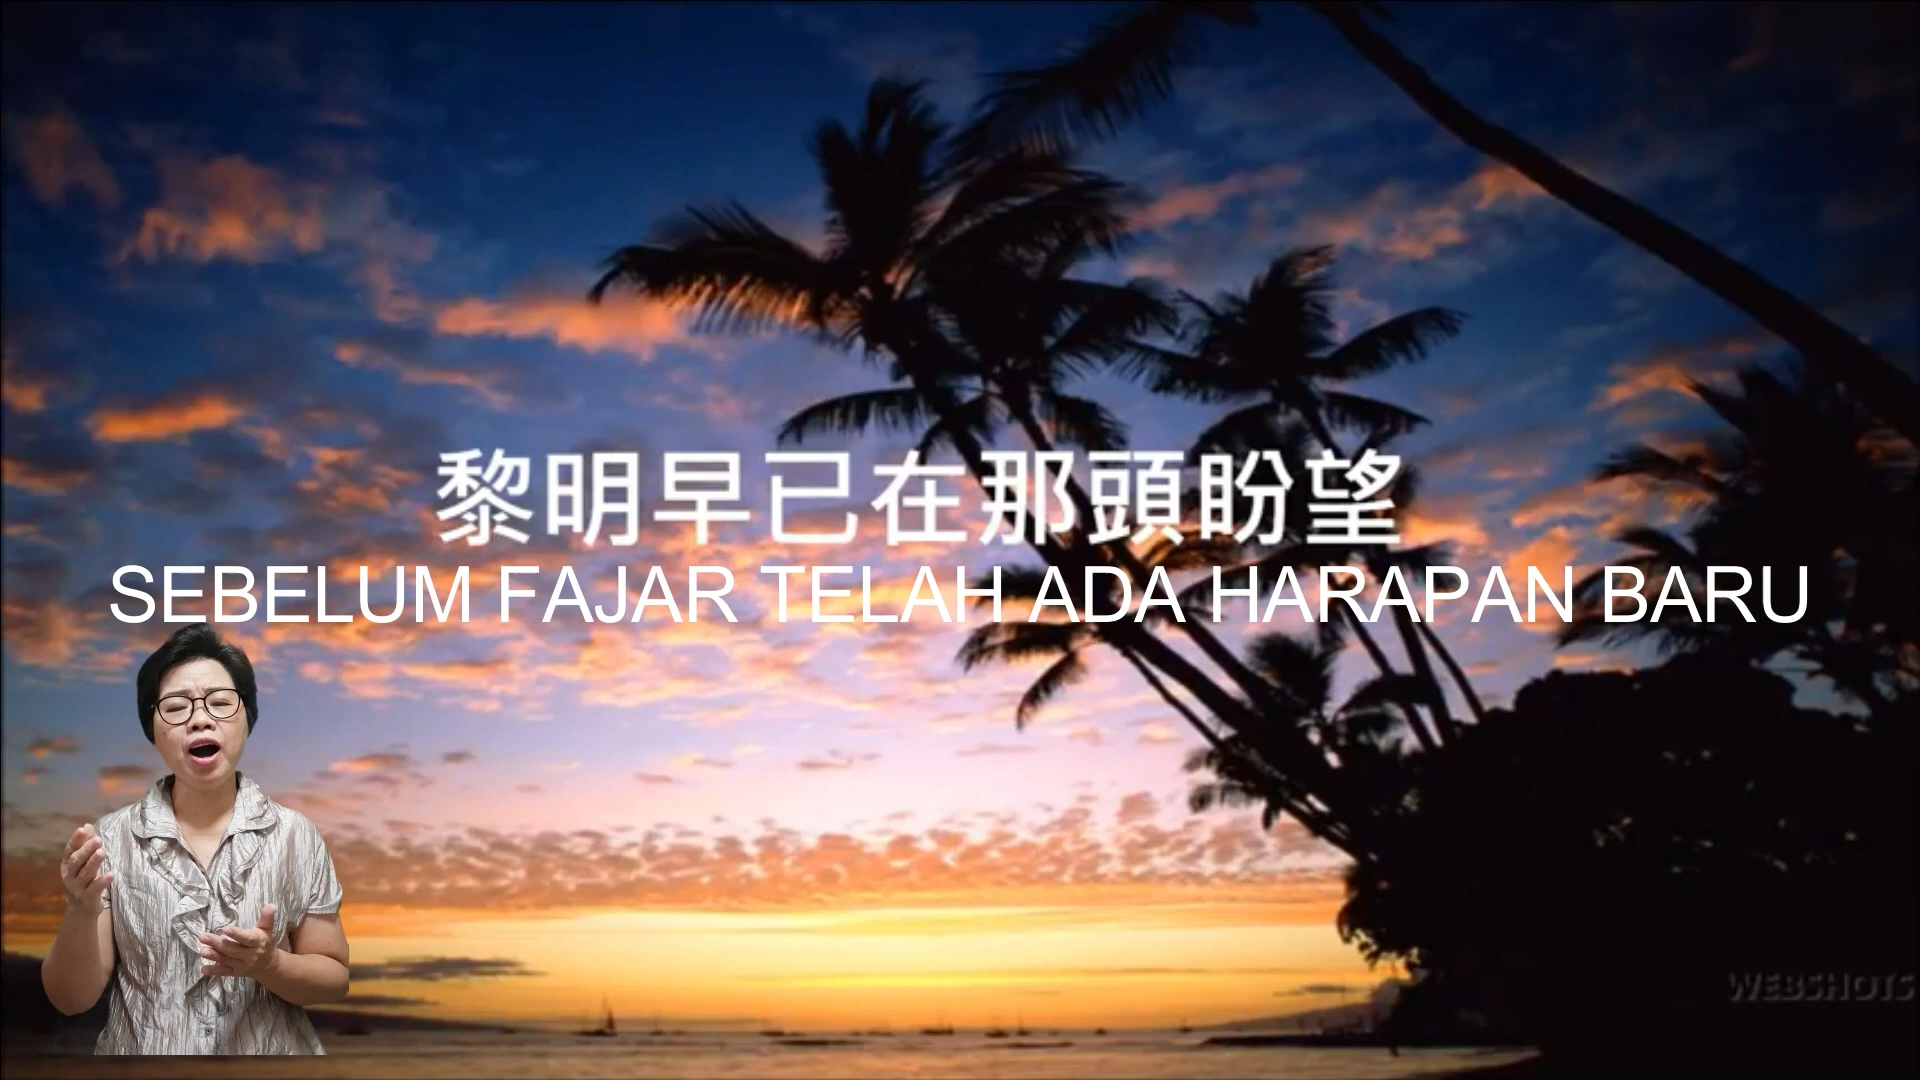 黎明早已在那頭盼望
SEBELUM FAJAR TELAH ADA HARAPAN BARU
WEBSHOTS